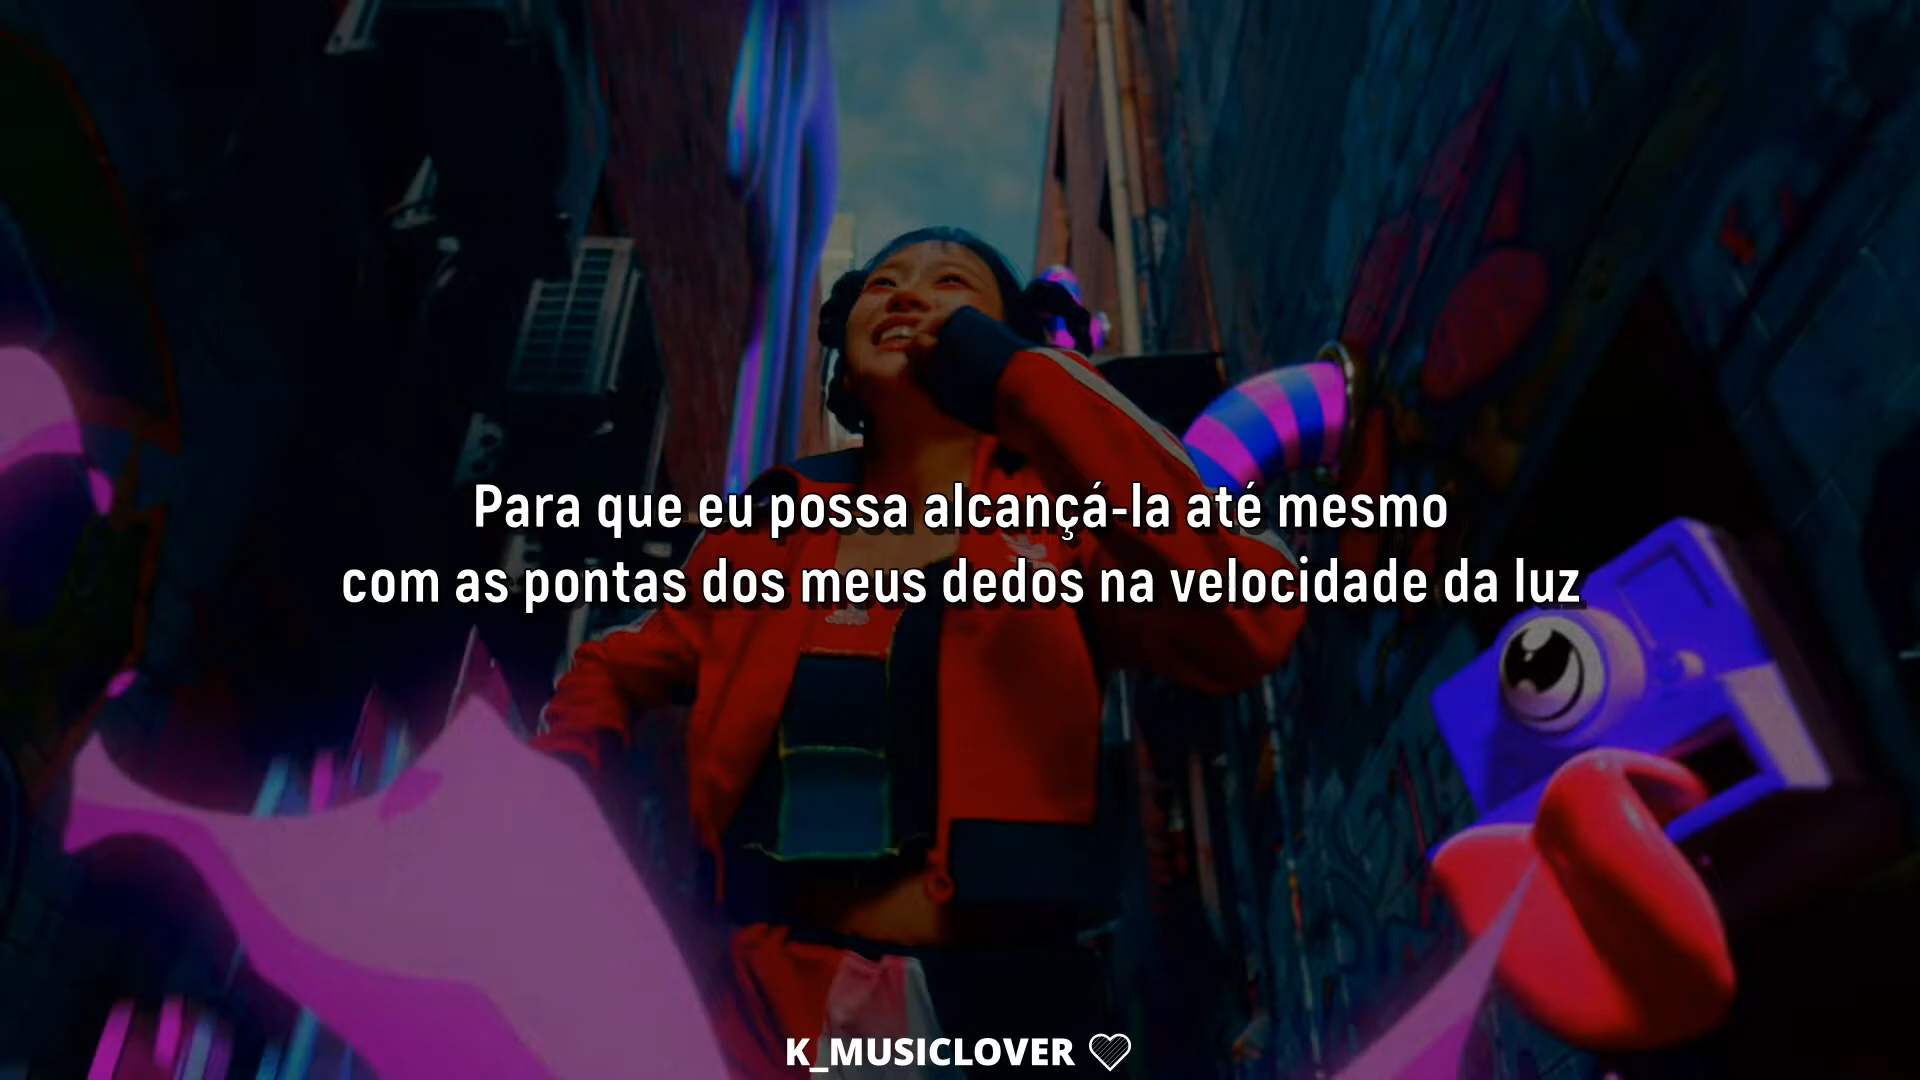 Para que eu possa alcançá-la até mesmo
com as pontas dos meus dedos na velocidade da luz
K_MUSICLOVER